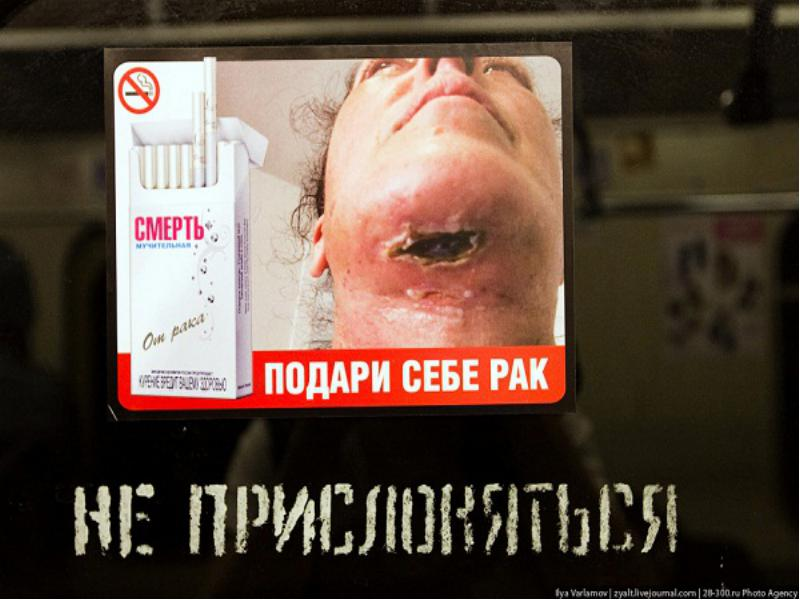 СМЕРТЬ
МУЧИТЕЛЬНАЯ
От рака
КУРЕНИЕ ВРЕДИТ ВАШЕМУ ЗДОРОВЬЮ
ПОДАРИ СЕБЕ РАК
НЕ ПРИСЛОНЯТЬСЯ
Ilya Varlamov | zyalt.livejournal.com | 28-300.ru Photo Agency